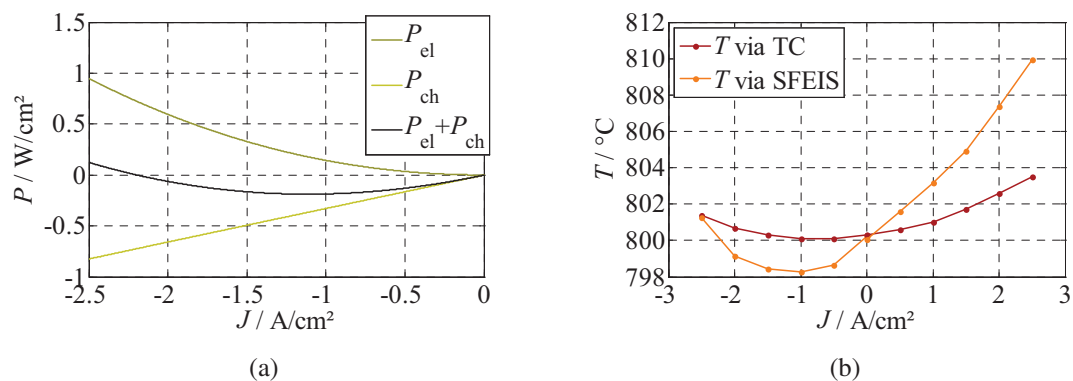 1.5
1
0.5
0
-0.5
-1
P / W/cm²
P_el
P_ch
P_el+P_ch
-2.5 -2 -1.5 -1 -0.5 0
J / A/cm²
(a)
812
810
808
806
804
802
800
798
T / °C
T via TC
T via SFEIS
-3 -2 -1 0 1 2 3
J / A/cm²
(b)